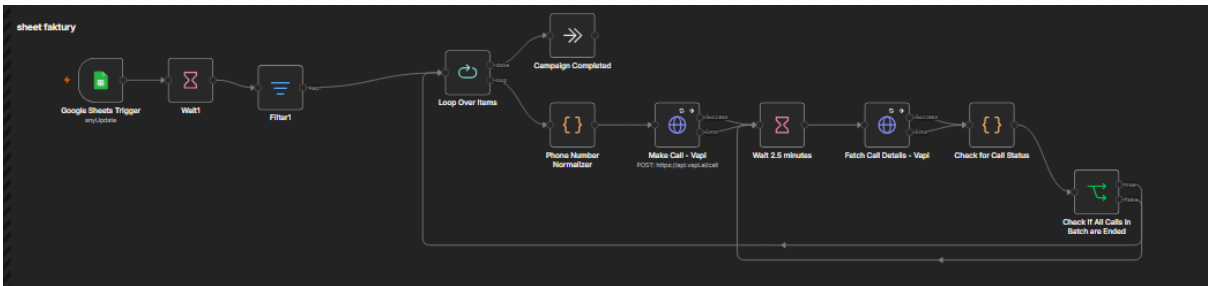 sheet faktury
Google Sheets Trigger
anyUpdate
Wait1
Filter1
Loop Over Items
done
loop
Campaign Completed
Phone Number
Normalizer
Make Call - Vapi
POST: https://api.vapi.ai/call
Success
Error
Wait 2.5 minutes
Fetch Call Details - Vapi
Success
Error
Check for Call Status
true
false
Check If All Calls in
Batch are Ended